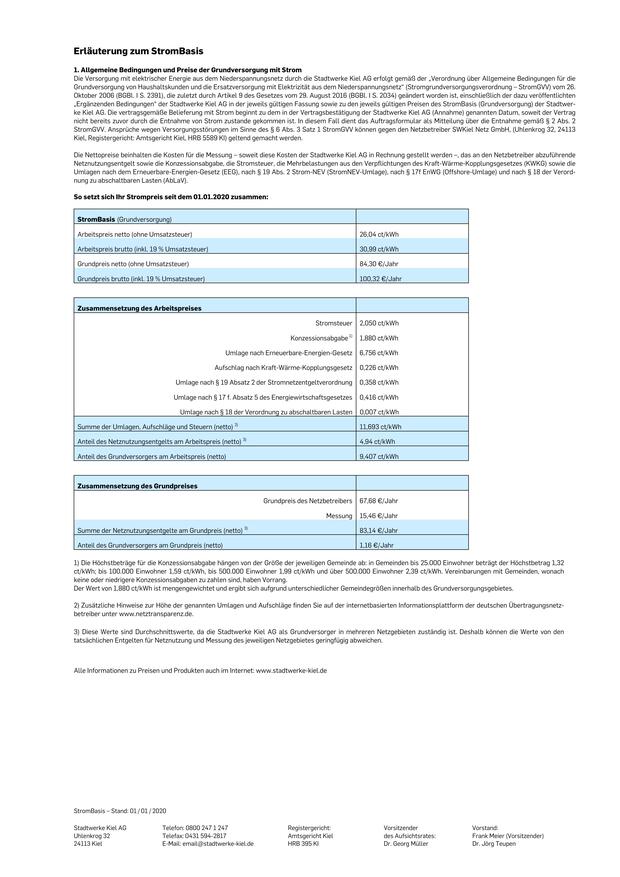 Erläuterung zum StromBasis
1. Allgemeine Bedingungen und Preise der Grundversorgung mit Strom
Die Versorgung mit elektrischer Energie aus dem Niederspannungsnetz durch die Stadtwerke Kiel AG erfolgt gemäß der „Verordnung über Allgemeine Bedingungen für die
Grundversorgung von Haushaltskunden und die Ersatzversorgung mit Elektrizität aus dem Niederspannungsnetz" (Stromgrundversorgungsverordnung – StromGVV) vom 26.
Oktober 2006 (BGBl. I S. 2391), die zuletzt durch Artikel 9 des Gesetzes vom 29. August 2016 (BGBl. I S. 2034) geändert worden ist, einschließlich der dazu veröffentlichten
„Ergänzenden Bedingungen" der Stadtwerke Kiel AG in der jeweils gültigen Fassung sowie zu den jeweils gültigen Preisen des StromBasis (Grundversorgung) der Stadtwer-
ke Kiel AG. Die vertragsgemäße Belieferung mit Strom beginnt zu dem in der Vertragsbestätigung der Stadtwerke Kiel AG (Annahme) genannten Datum, soweit der Vertrag
nicht bereits zuvor durch die Entnahme von Strom zustande gekommen ist. In diesem Fall dient das Auftragsformular als Mitteilung über die Entnahme gemäß § 2 Abs. 2
StromGVV. Ansprüche wegen Versorgungsstörungen im Sinne des § 6 Abs. 3 Satz 1 StromGVV können gegen den Netzbetreiber SWKiel Netz GmbH, (Uhlenkrog 32, 24113
Kiel, Registergericht: Amtsgericht Kiel, HRB 5589 KI) geltend gemacht werden.
Die Nettopreise beinhalten die Kosten für die Messung – soweit diese Kosten der Stadtwerke Kiel AG in Rechnung gestellt werden –, das an den Netzbetreiber abzuführende
Netznutzungsentgelt sowie die Konzessionsabgabe, die Stromsteuer, die Mehrbelastungen aus den Verpflichtungen des Kraft-Wärme-Kopplungsgesetzes (KWKG) sowie die
Umlagen nach dem Erneuerbare-Energien-Gesetz (EEG), nach § 19 Abs. 2 Strom-NEV (StromNEV-Umlage), nach § 17f EnWG (Offshore-Umlage) und nach § 18 der Verord-
nung zu abschaltbaren Lasten (AbLaV).
So setzt sich Ihr Strompreis seit dem 01.01.2020 zusammen:
StromBasis (Grundversorgung)
Arbeitspreis netto (ohne Umsatzsteuer) 26,04 ct/kWh
Arbeitspreis brutto (inkl. 19 % Umsatzsteuer) 30,99 ct/kWh
Grundpreis netto (ohne Umsatzsteuer) 84,30 €/Jahr
Grundpreis brutto (inkl. 19 % Umsatzsteuer) 100,32 €/Jahr
Zusammensetzung des Arbeitspreises
Stromsteuer 2,050 ct/kWh
Konzessionsabgabe 1) 1,880 ct/kWh
Umlage nach Erneuerbare-Energien-Gesetz 6,756 ct/kWh
Aufschlag nach Kraft-Wärme-Kopplungsgesetz 0,226 ct/kWh
Umlage nach § 19 Absatz 2 der Stromnetzentgeltverordnung 0,358 ct/kWh
Umlage nach § 17 f. Absatz 5 des Energiewirtschaftsgesetzes 0,416 ct/kWh
Umlage nach § 18 der Verordnung zu abschaltbaren Lasten 0,007 ct/kWh
Summe der Umlagen, Aufschläge und Steuern (netto) 2) 11,693 ct/kWh
Anteil des Netznutzungsentgelts am Arbeitspreis (netto) 3) 4,94 ct/kWh
Anteil des Grundversorgers am Arbeitspreis (netto) 9,407 ct/kWh
Zusammensetzung des Grundpreises
Grundpreis des Netzbetreibers 67,68 €/Jahr
Messung 15,46 €/Jahr
Summe der Netznutzungsentgelte am Grundpreis (netto) 3) 83,14 €/Jahr
Anteil des Grundversorgers am Grundpreis (netto) 1,16 €/Jahr
1) Die Höchstbeträge für die Konzessionsabgabe hängen von der Größe der jeweiligen Gemeinde ab: in Gemeinden bis 25.000 Einwohner beträgt der Höchstbetrag 1,32
ct/kWh; bis 100.000 Einwohner 1,59 ct/kWh, bis 500.000 Einwohner 1,99 ct/kWh und über 500.000 Einwohner 2,39 ct/kWh. Vereinbarungen mit Gemeinden, wonach
keine oder niedrigere Konzessionsabgaben zu zahlen sind, haben Vorrang.
Der Wert von 1,880 ct/kWh ist mengengewichtet und ergibt sich aufgrund unterschiedlicher Gemeindegrößen innerhalb des Grundversorgungsgebietes.
2) Zusätzliche Hinweise zur Höhe der genannten Umlagen und Aufschläge finden Sie auf der internetbasierten Informationsplattform der deutschen Übertragungsnetz-
betreiber unter www.netztransparenz.de.
3) Diese Werte sind Durchschnittswerte, da die Stadtwerke Kiel AG als Grundversorger in mehreren Netzgebieten zuständig ist. Deshalb können die Werte von den
tatsächlichen Entgelten für Netznutzung und Messung des jeweiligen Netzgebietes geringfügig abweichen.
Alle Informationen zu Preisen und Produkten auch im Internet: www.stadtwerke-kiel.de
StromBasis – Stand: 01/01/2020
Stadtwerke Kiel AG Telefon: 0800 247 1 247 Registergericht: Vorsitzender Vorstand:
Uhlenkrog 32 Telefax: 0431 594-2817 Amtsgericht Kiel des Aufsichtsrates: Frank Meier (Vorsitzender)
24113 Kiel E-Mail: email@stadtwerke-kiel.de HRB 395 KI Dr. Georg Müller Dr. Jörg Teupen